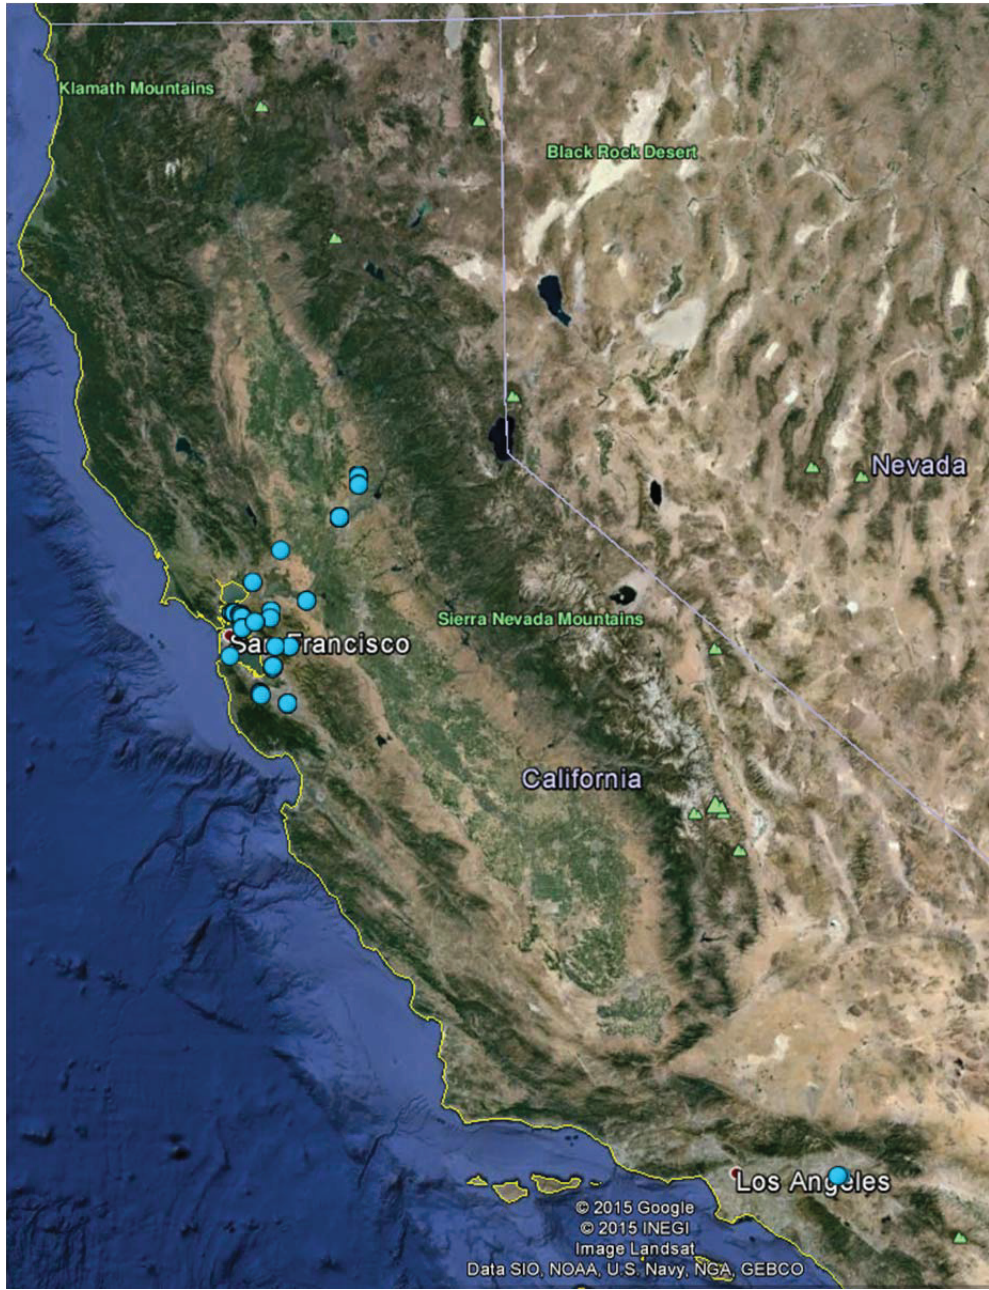 Klamath Mountains
Black Rock Desert
Nevada
Sierra Nevada Mountains
San Francisco
California
Los Angeles
© 2015 Google
© 2015 INEGI
Image Landsat
Data SIO, NOAA, U.S. Navy, NGA, GEBCO